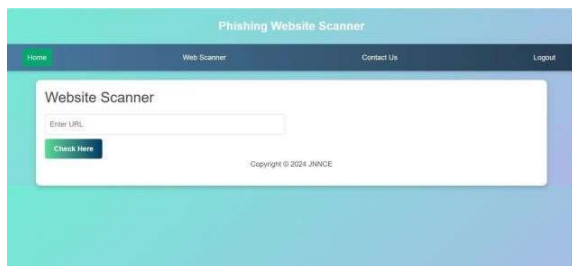 Phishing Website Scanner
Home Web Scanner Contact Us Logout
Website Scanner
Enter URL
Check Here
Copyright © 2024 JNNCE